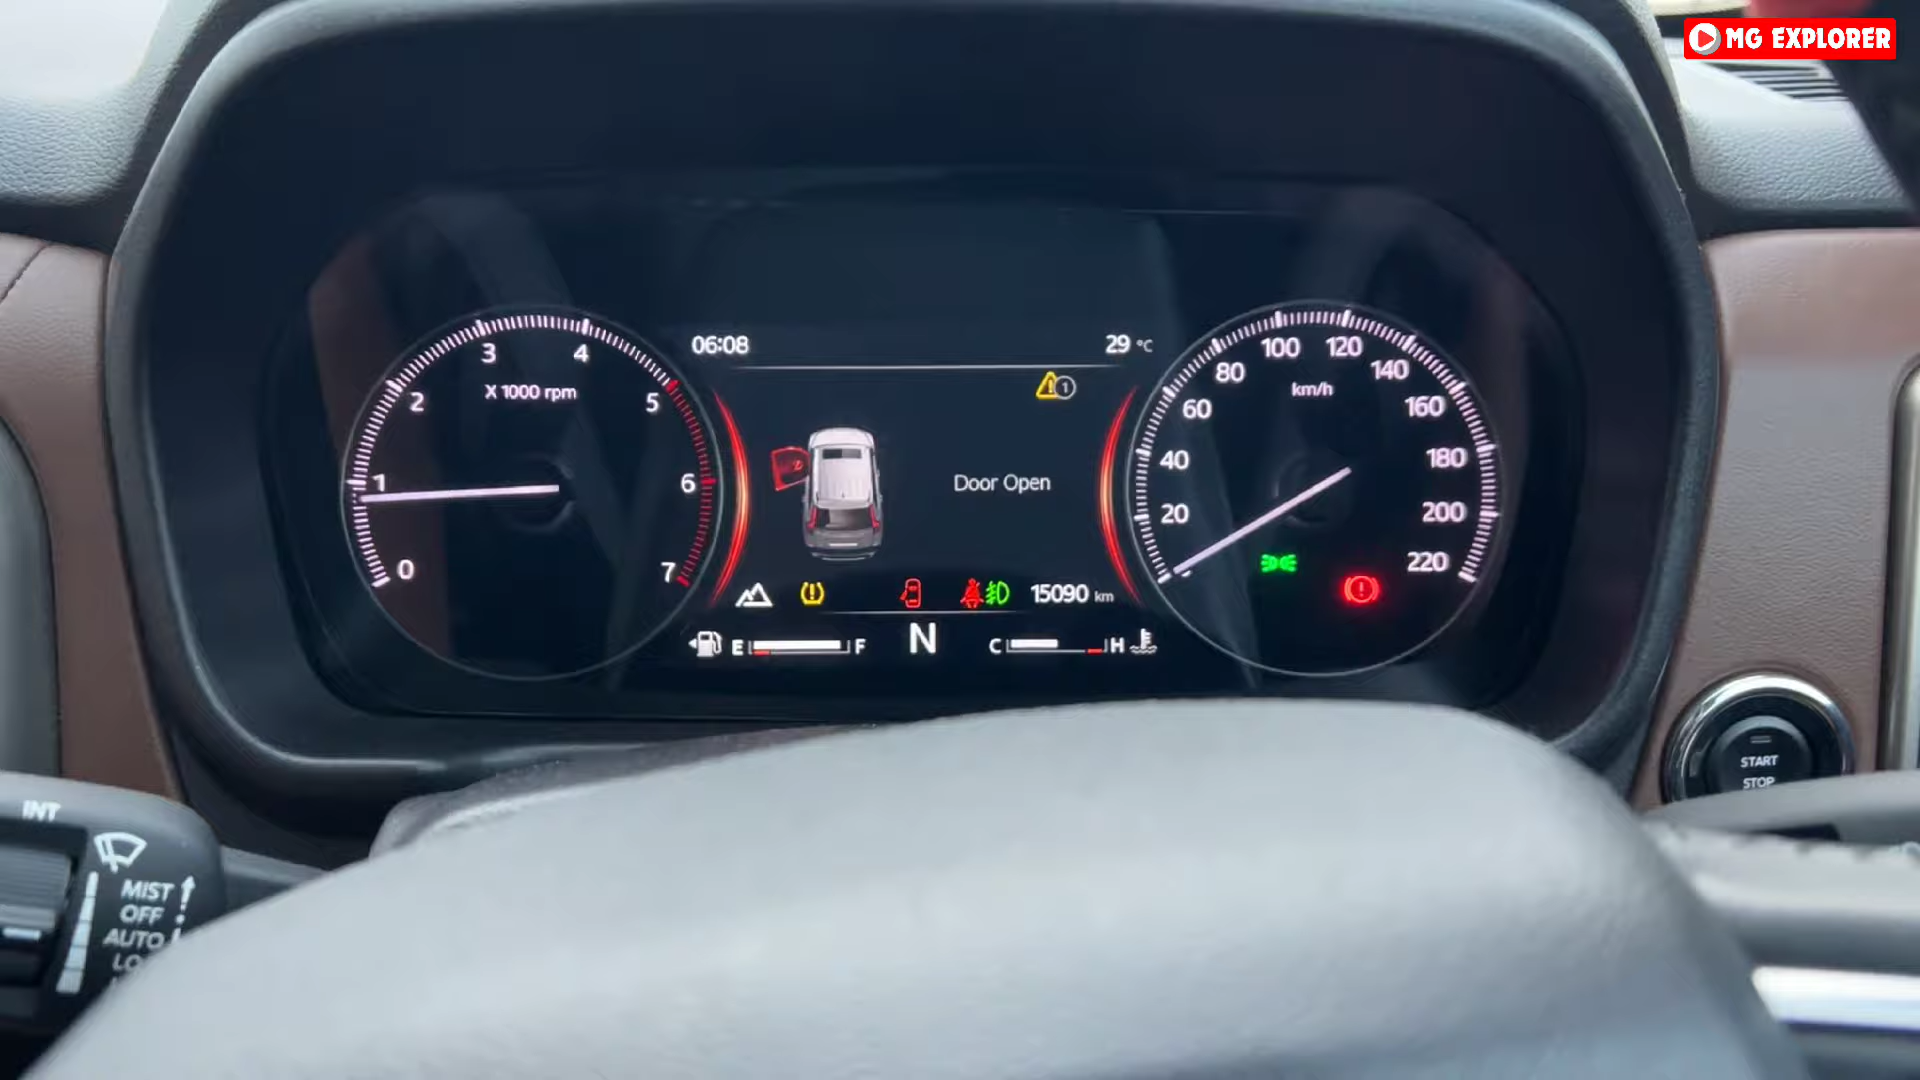 MG EXPLORER
06:08
29 °C
1
0
1
2
3
4
5
6
7
X 1000 rpm
Door Open
20
40
60
80
100
120
140
160
180
200
220
km/h
15090 km
E F
N
C H
START
STOP
INT
MIST
OFF
AUTO